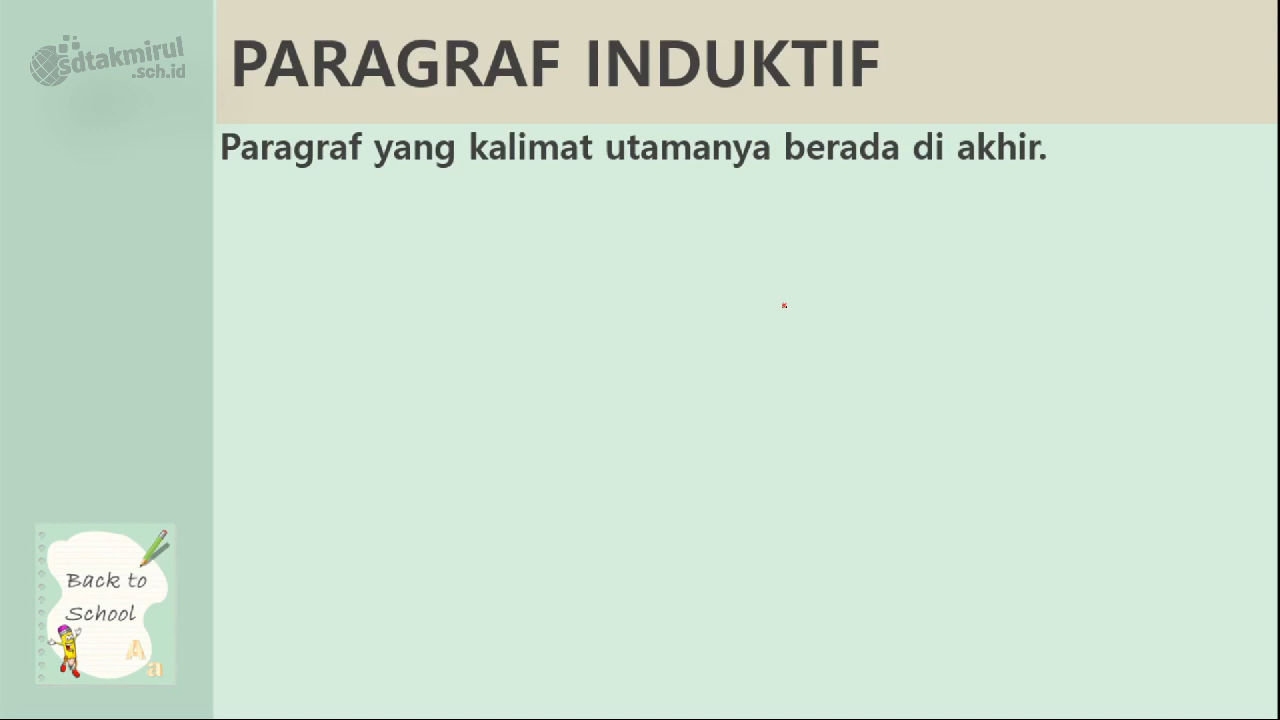 sdtakmirul
.sch.id
PARAGRAF INDUKTIF
Paragraf yang kalimat utamanya berada di akhir.
Back to
School
A
a